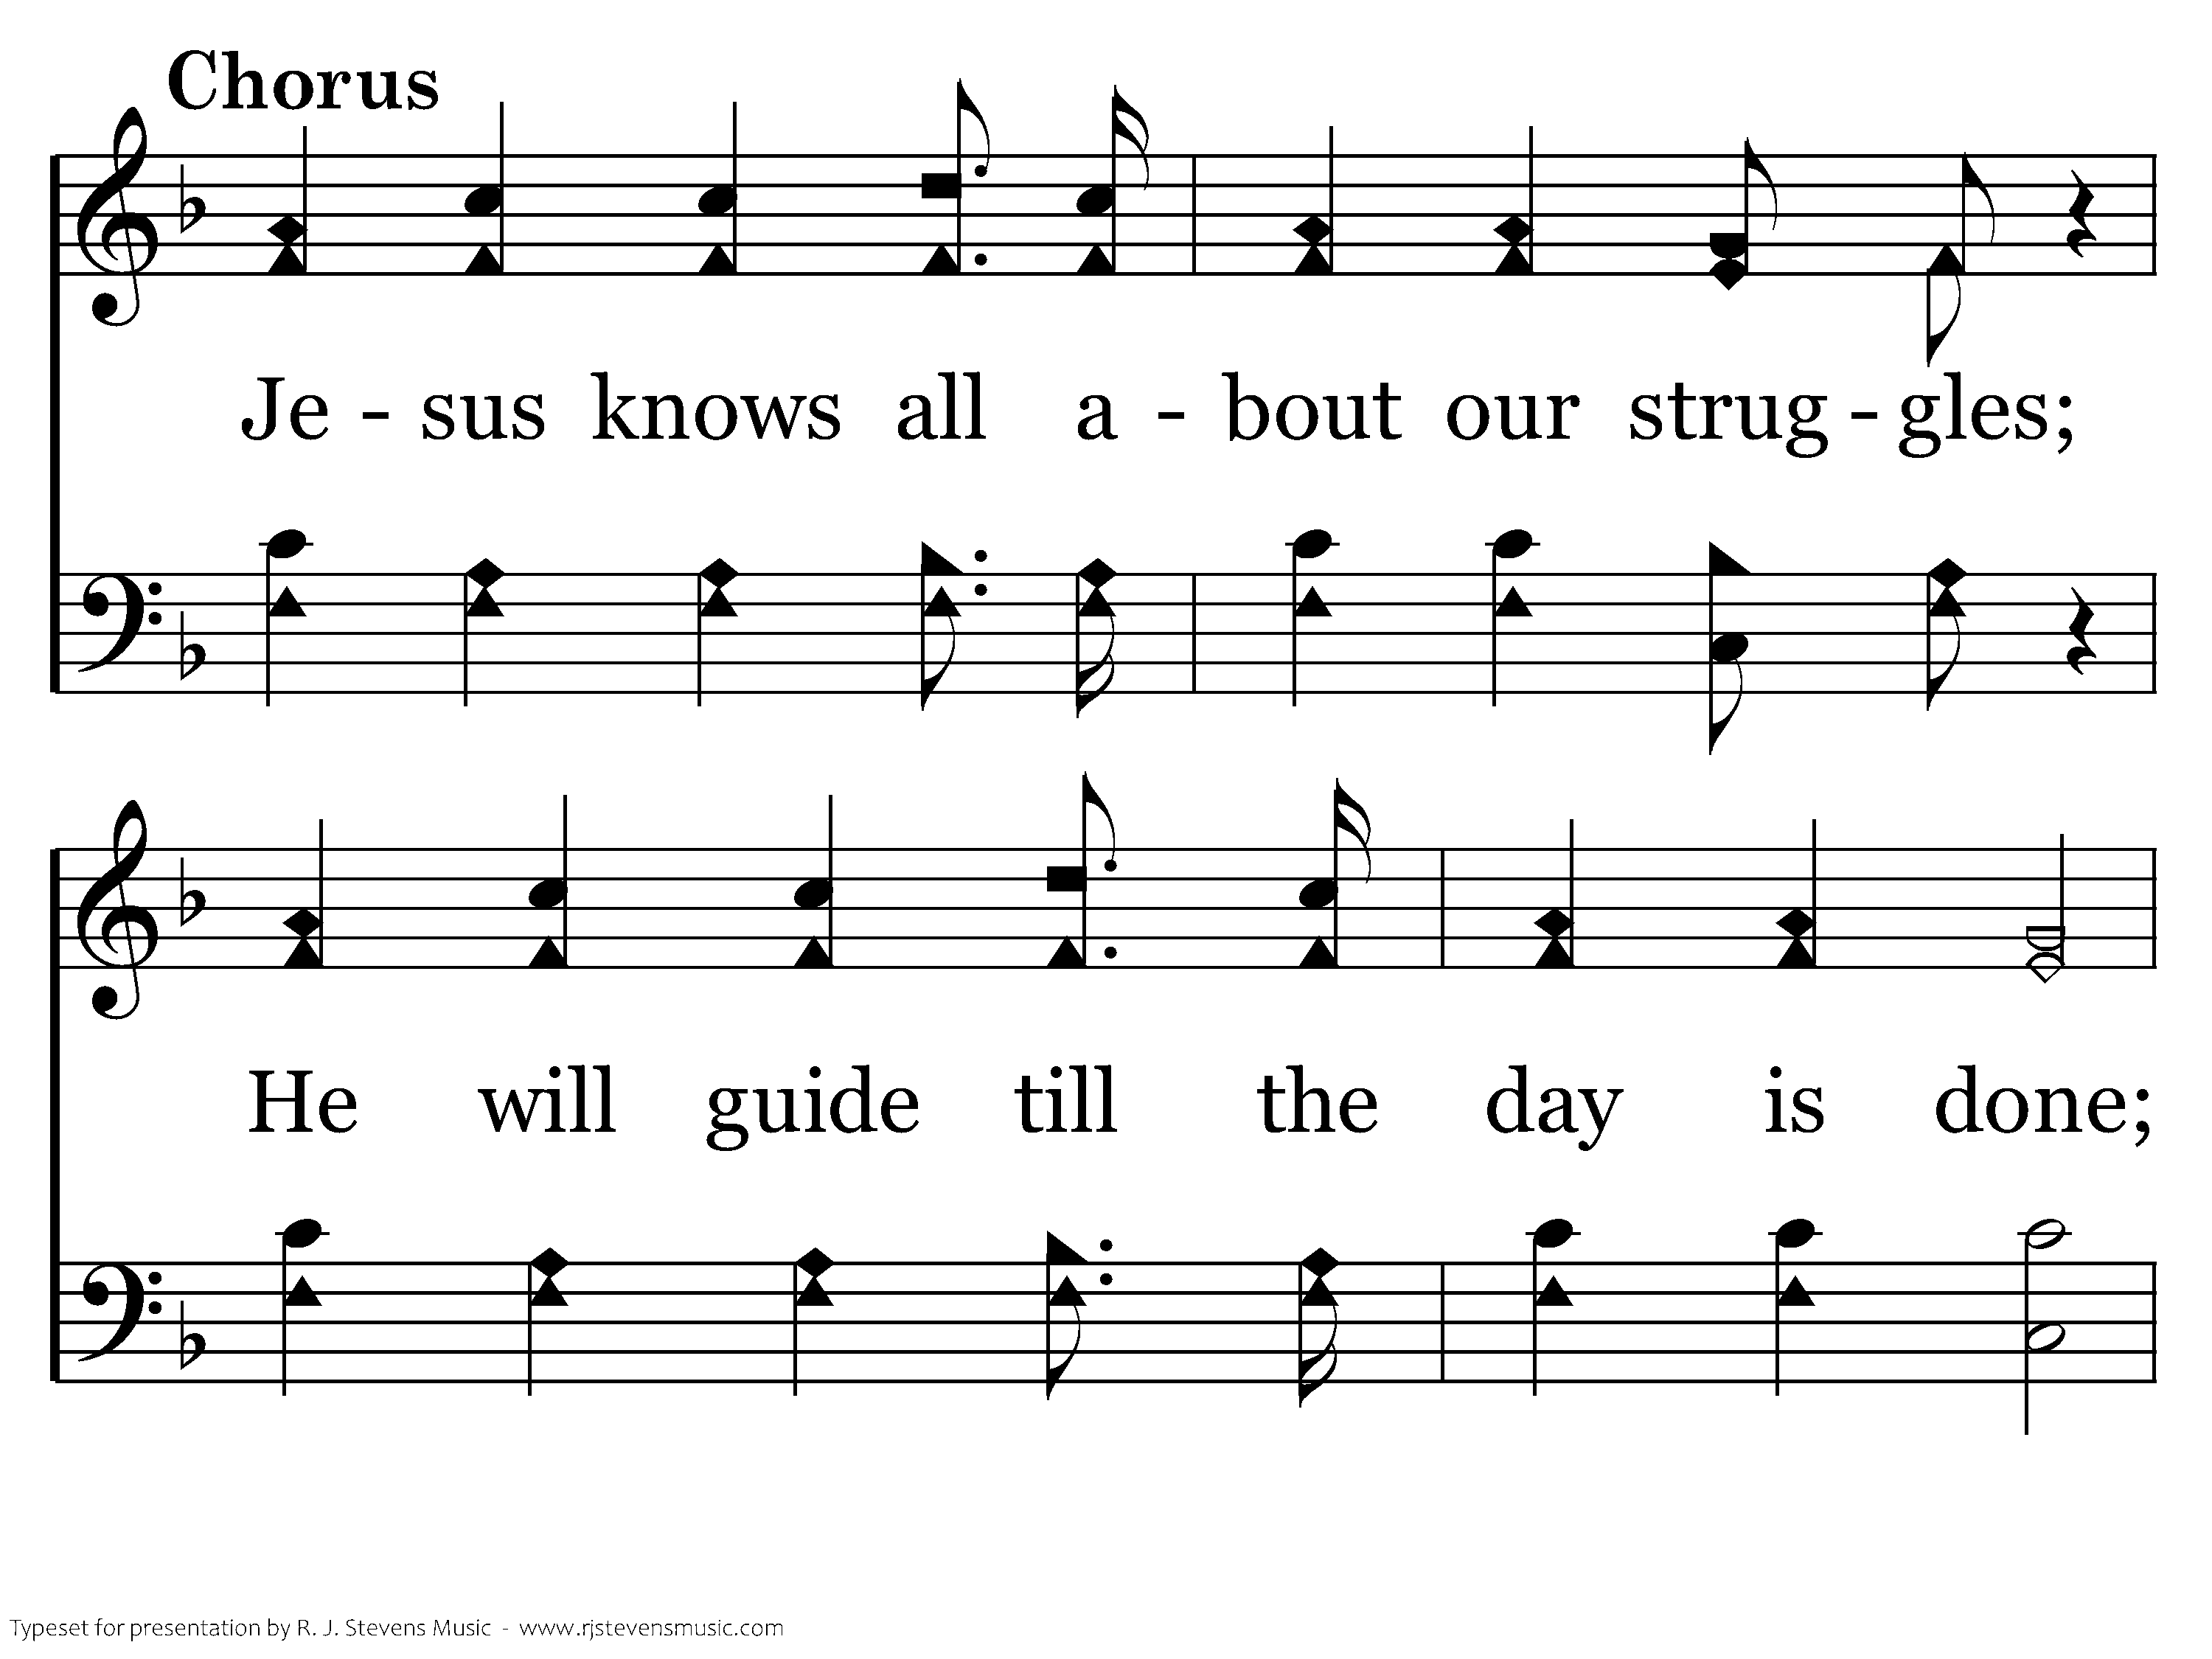 Chorus
Je - sus knows all a - bout our strug - gles;
He will guide till the day is done;
Typeset for presentation by R. J. Stevens Music - www.rjstevensmusic.com